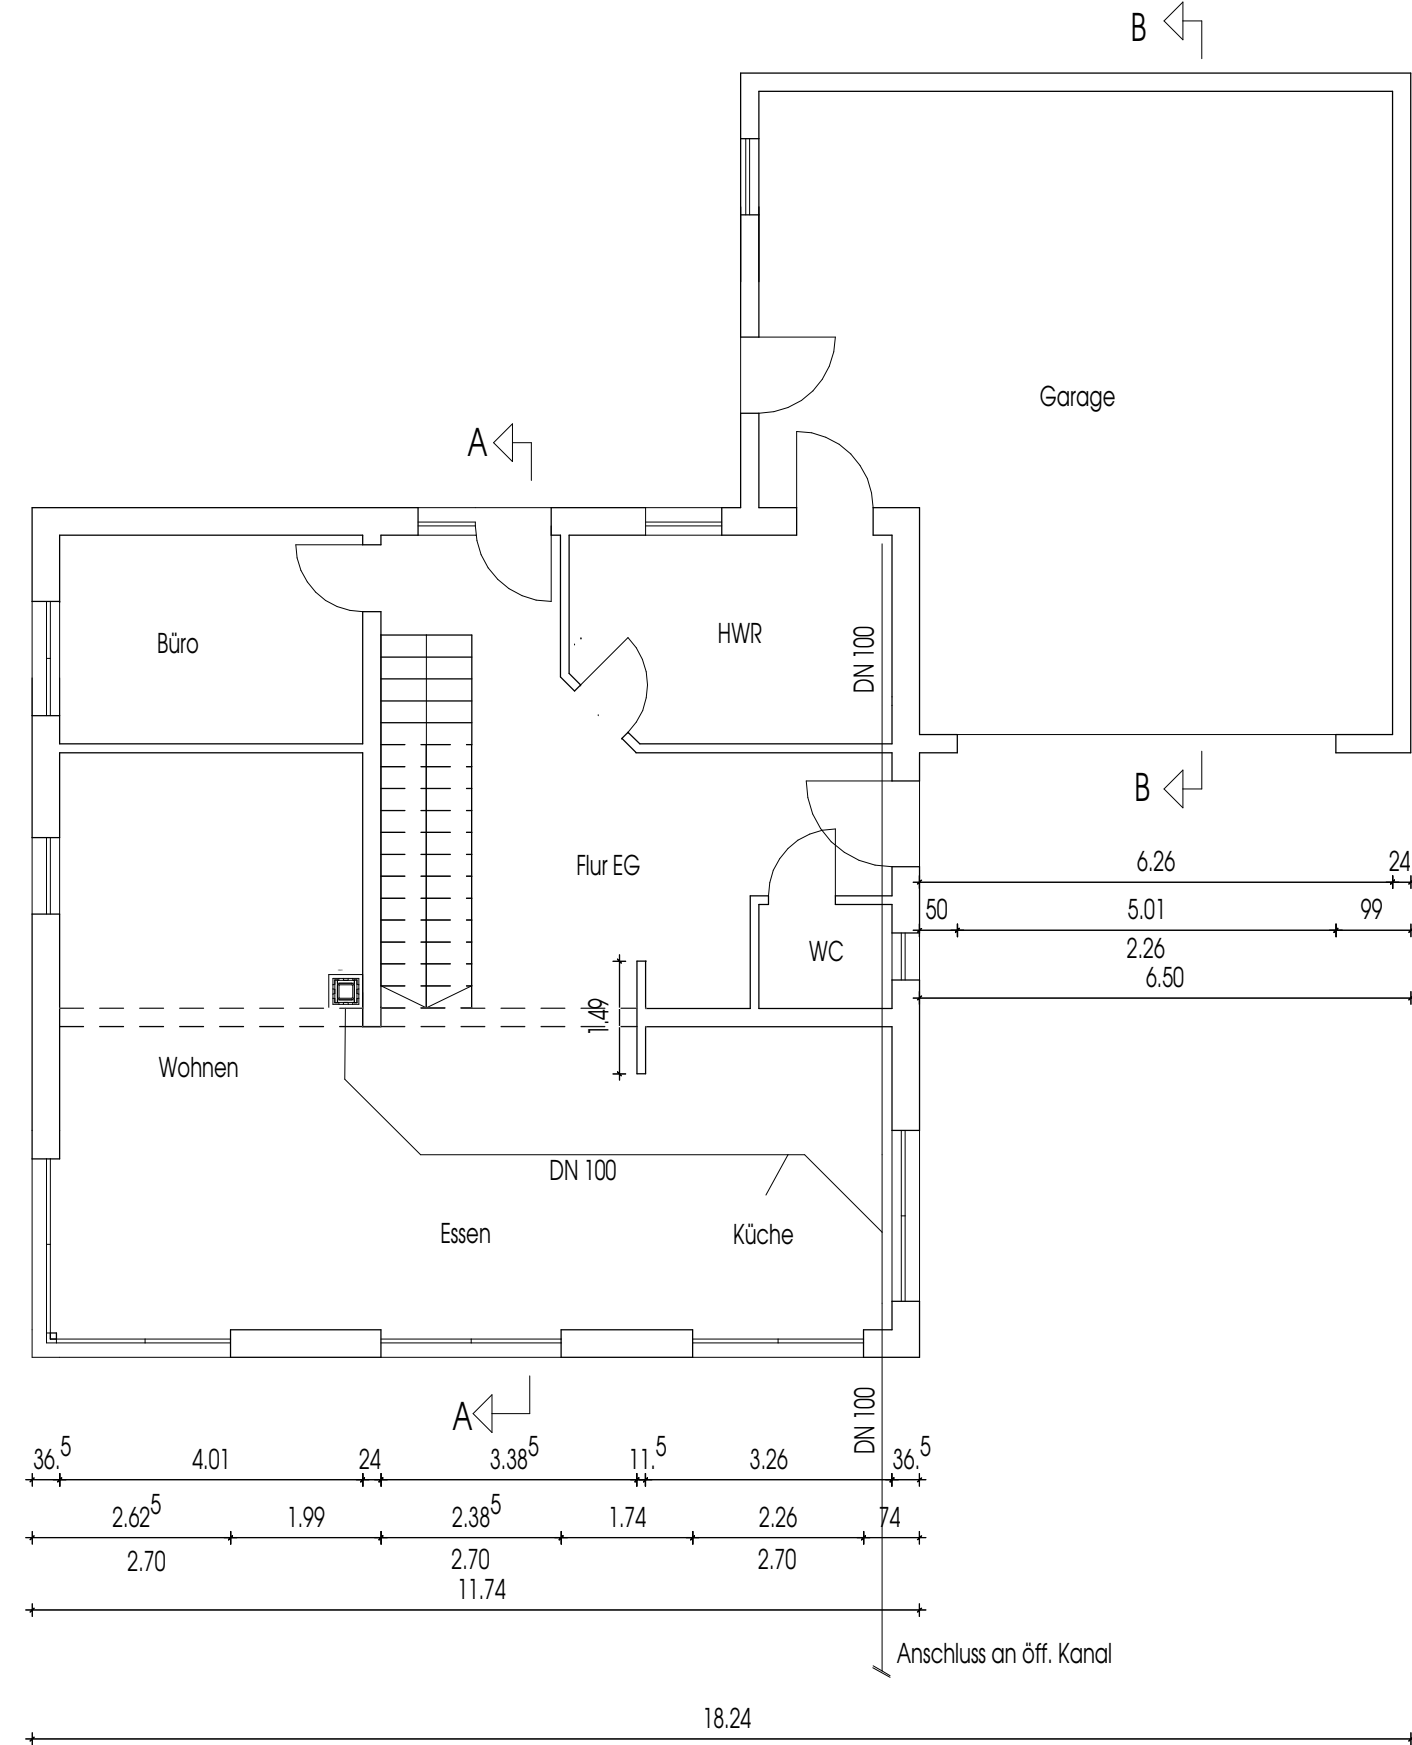 B
Garage
A
Büro
HWR
DN 100
B
Flur EG
6.26 24
50 5.01 99
WC
2.26
6.50
1.49
Wohnen
DN 100
Essen
Küche
A
DN 100
36.5 4.01 24 3.385 11.5 3.26 36.5
2.625 1.99 2.385 1.74 2.26 74
2.70 2.70 2.70
11.74
Anschluss an öff. Kanal
18.24